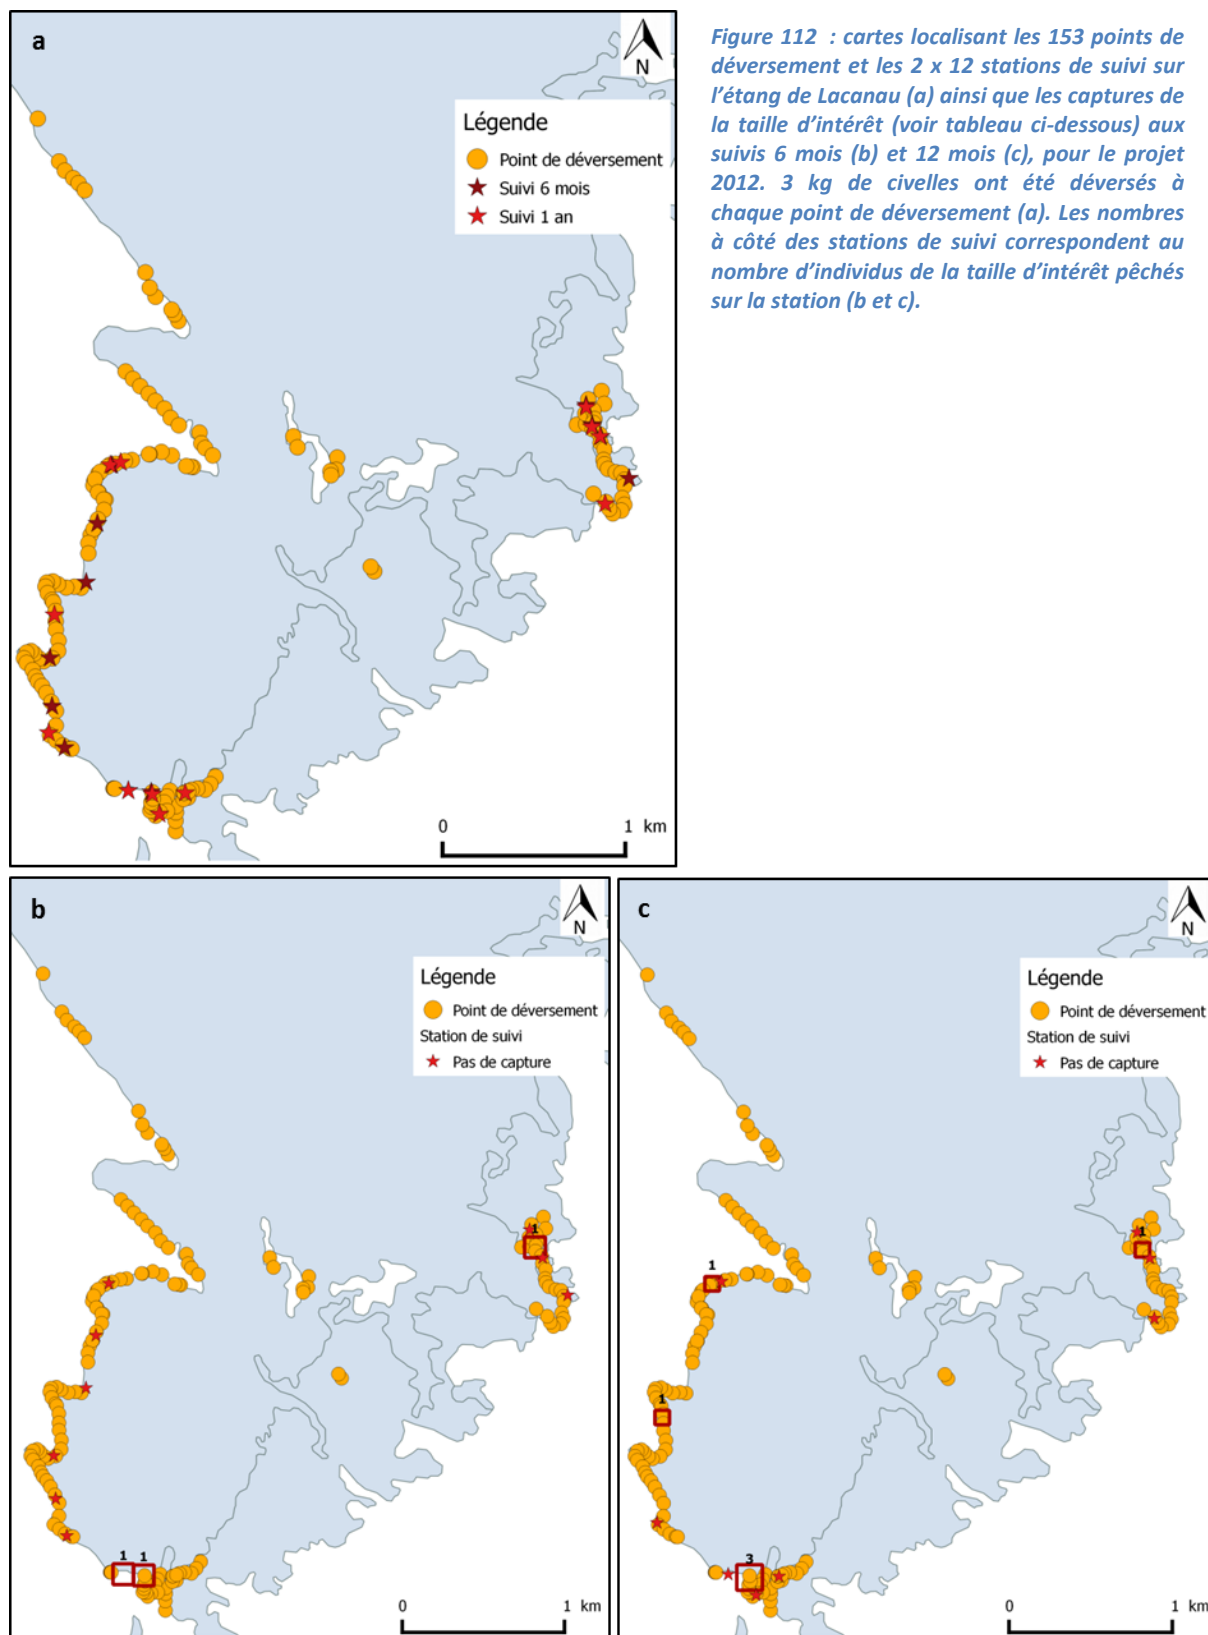 a
N
Légende
Point de déversement
Suivi 6 mois
Suivi 1 an
0 1 km
Figure 112 : cartes localisant les 153 points de
déversement et les 2 x 12 stations de suivi sur
l’étang de Lacanau (a) ainsi que les captures de
la taille d’intérêt (voir tableau ci-dessous) aux
suivis 6 mois (b) et 12 mois (c), pour le projet
2012. 3 kg de civelles ont été déversés à
chaque point de déversement (a). Les nombres
à côté des stations de suivi correspondent au
nombre d’individus de la taille d’intérêt pêchés
sur la station (b et c).
b
N
Légende
Point de déversement
Station de suivi
Pas de capture
1
1 1
0 1 km
c
N
Légende
Point de déversement
Station de suivi
Pas de capture
1
1
1
3
0 1 km